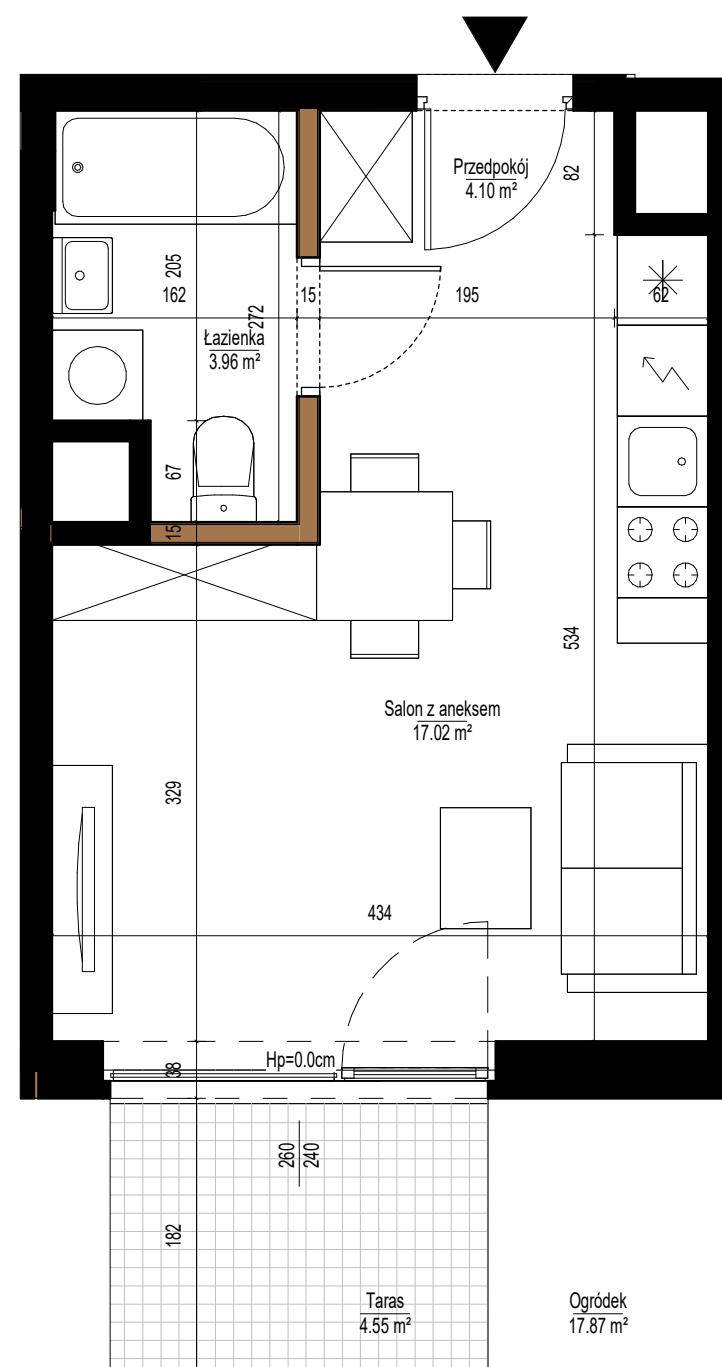 Przedpokój
4.10 m²
82
205
162
15
195
62
272
Łazienka
3.96 m²
67
15
534
Salon z aneksem
17.02 m²
329
434
Hp=0.0cm
38
260
240
182
Taras
4.55 m²
Ogródek
17.87 m²